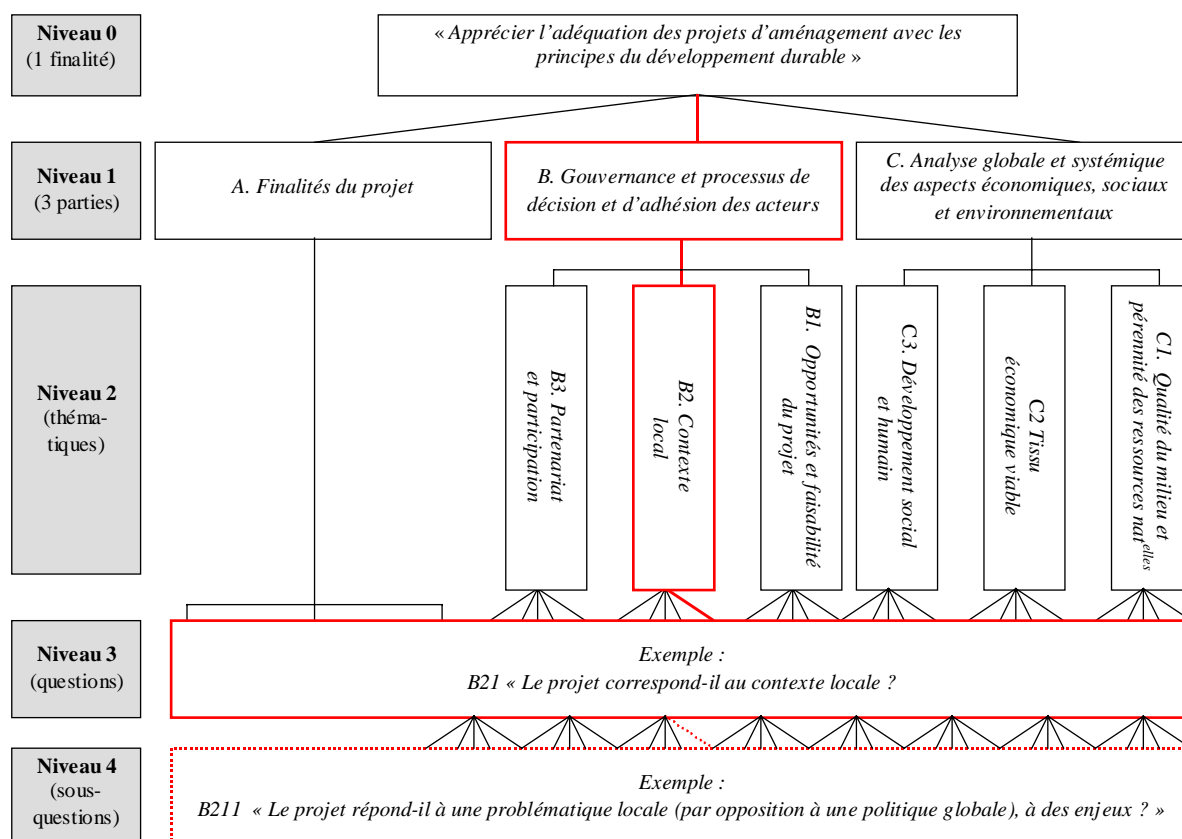 Niveau 0
(1 finalité)
« Apprécier l'adéquation des projets d'aménagement avec les
principes du développement durable »
Niveau 1
(3 parties)
A. Finalités du projet
B. Gouvernance et processus de
décision et d'adhésion des acteurs
C. Analyse globale et systémique
des aspects économiques, sociaux
et environnementaux
Niveau 2
(théma-
tiques)
B3. Partenariat
et participation
B2. Contexte
local
B1. Opportunités et faisabilité
du projet
C3. Développement social
et humain
C2 Tissu
économique viable
C1. Qualité du milieu et
pérennité des ressources nat^elles
Niveau 3
(questions)
Exemple :
B21 « Le projet correspond-il au contexte locale ?
Niveau 4
(sous-
questions)
Exemple :
B211 « Le projet répond-il à une problématique locale (par opposition à une politique globale), à des enjeux ? »